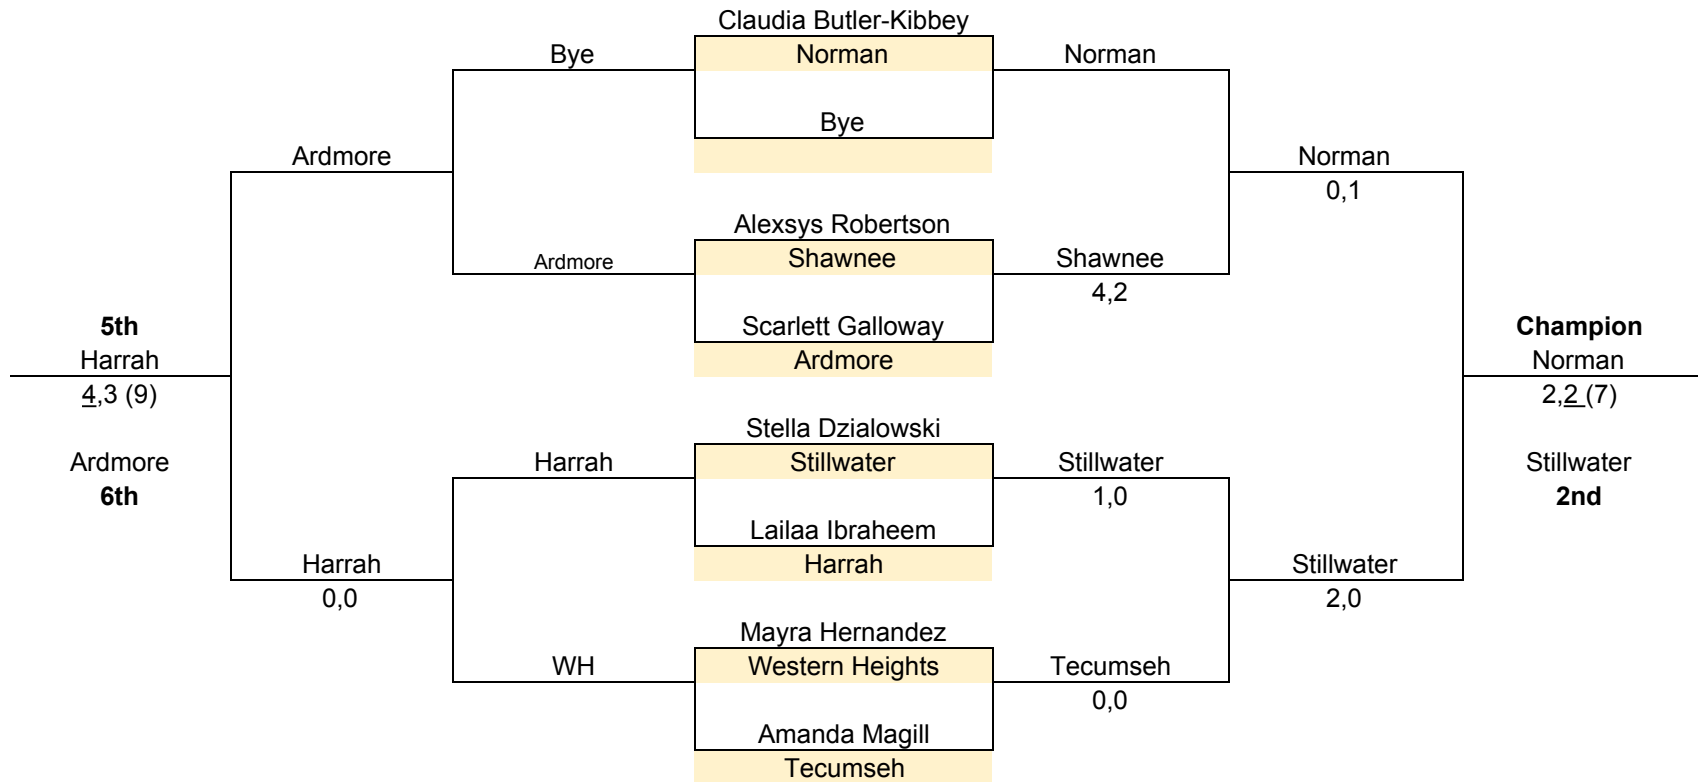 Claudia Butler-Kibbey
Bye Norman Norman
Bye
Ardmore Norman
0,1
Alexsys Robertson
Ardmore Shawnee Shawnee
4,2
5th Scarlett Galloway Champion
Harrah Ardmore Norman
4,3 (9) 2,2 (7)
Stella Dzialowski
Ardmore Harrah Stillwater Stillwater Stillwater
6th 1,0 2nd
Lailaa Ibraheem
Harrah Harrah Stillwater
0,0 2,0
Mayra Hernandez
WH Western Heights Tecumseh
0,0
Amanda Magill
Tecumseh